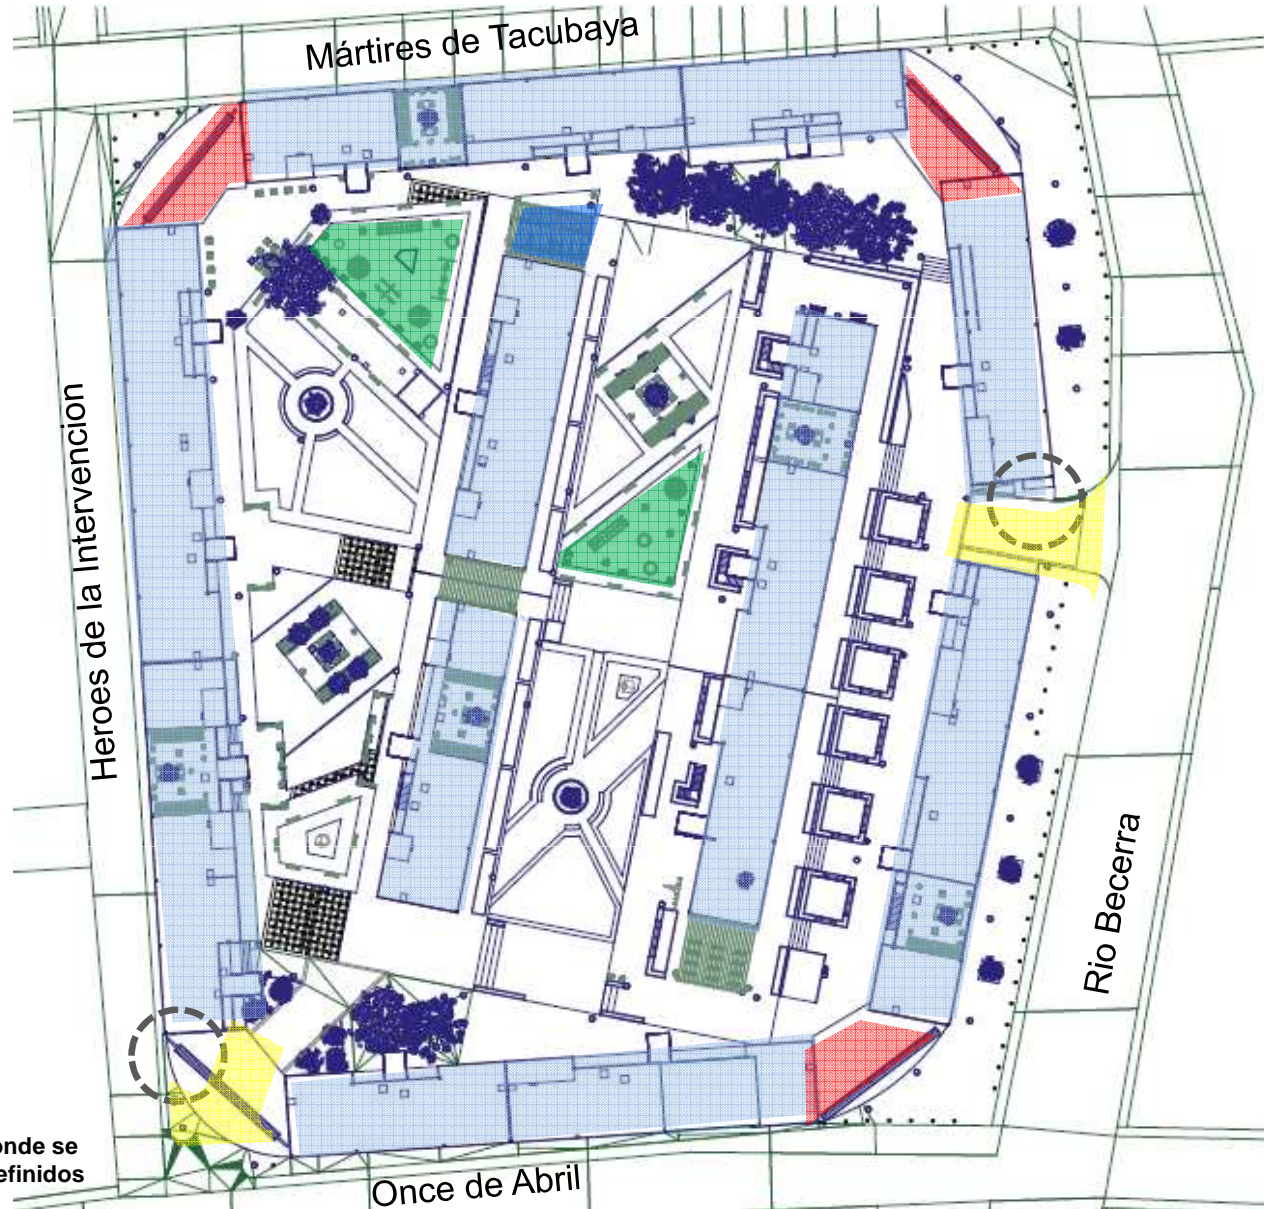 Mártires de Tacubaya
Heroes de la Intervencion
Rio Becerra
onde se
efinidos
Once de Abril